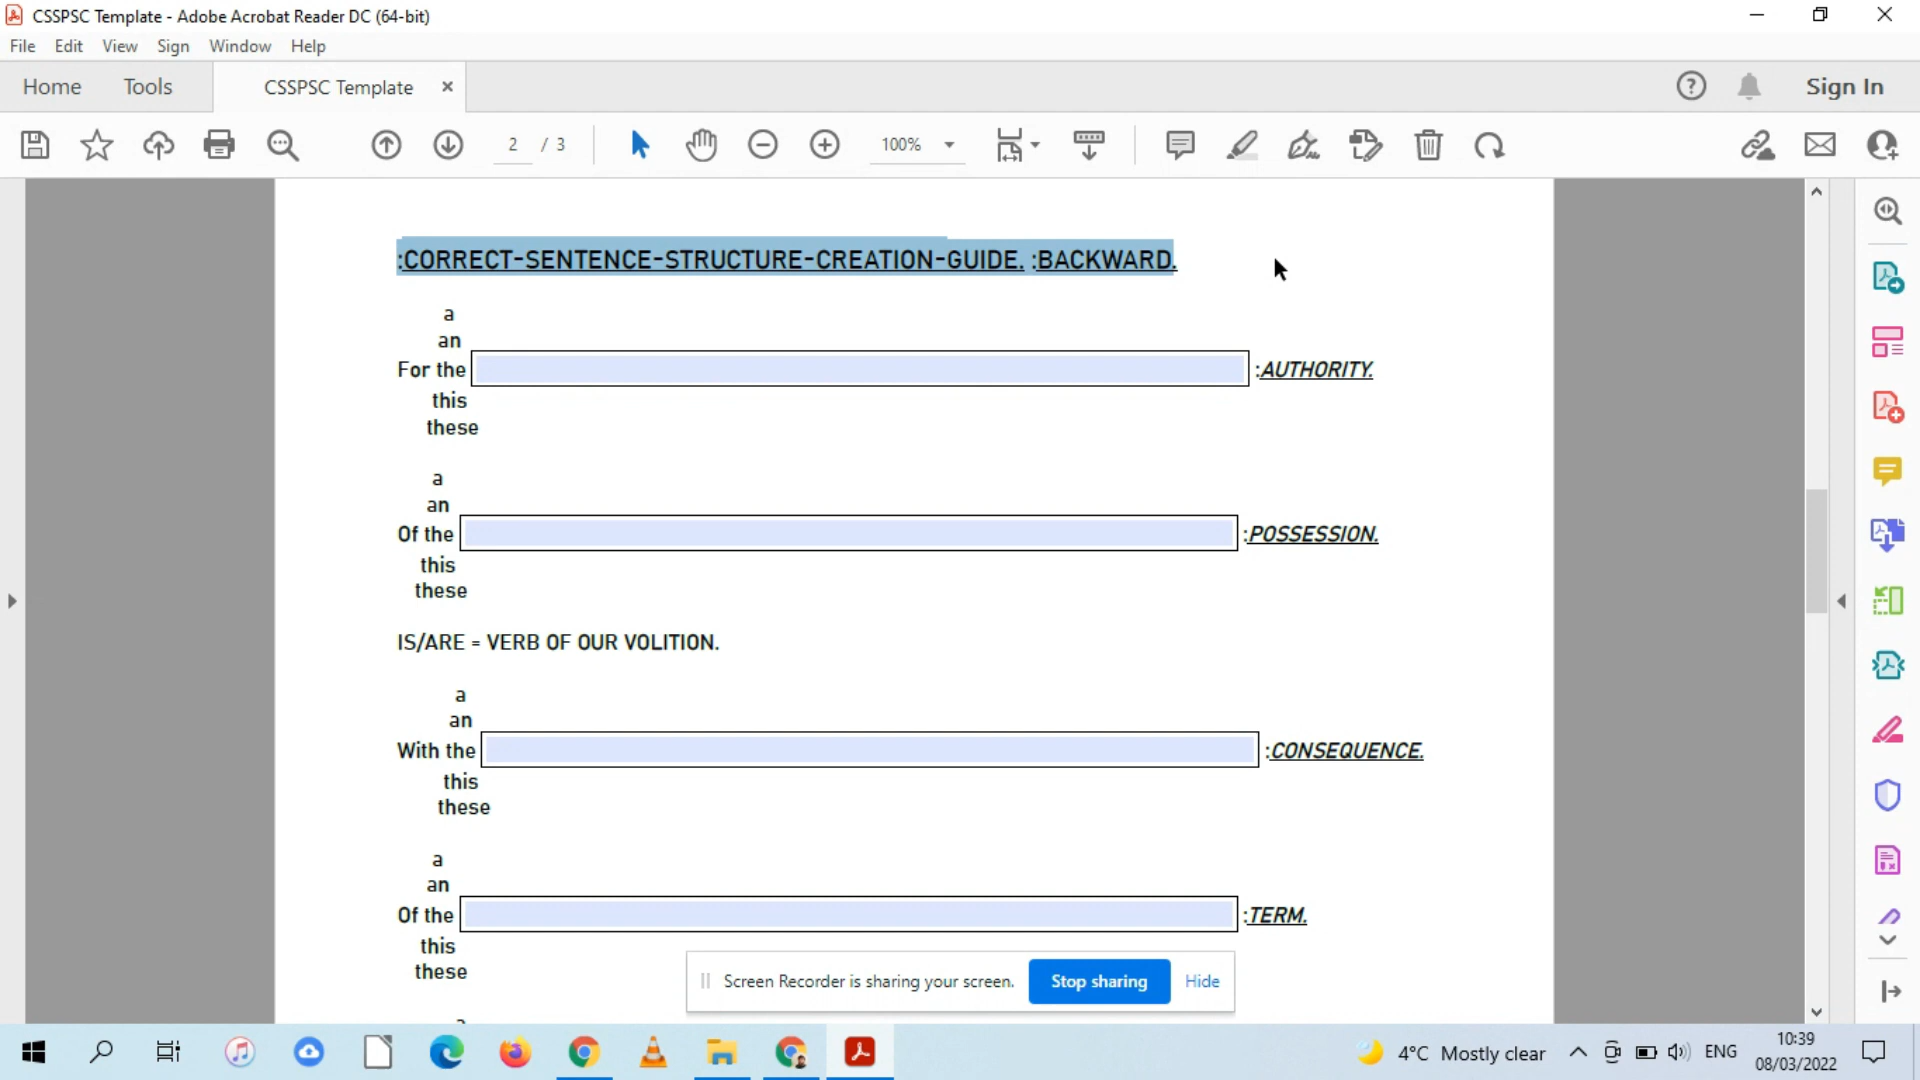 CSSPSC Template - Adobe Acrobat Reader DC (64-bit)
File Edit View Sign Window Help
Home Tools CSSPSC Template × Sign In
2 / 3 100%
:CORRECT-SENTENCE-STRUCTURE-CREATION-GUIDE. :BACKWARD.
a
an
For the :AUTHORITY.
this
these
a
an
Of the :POSSESSION.
this
these
IS/ARE = VERB OF OUR VOLITION.
a
an
With the :CONSEQUENCE.
this
these
a
an
Of the :TERM.
this
these
Screen Recorder is sharing your screen. Stop sharing Hide
4°C Mostly clear ENG 10:39
08/03/2022